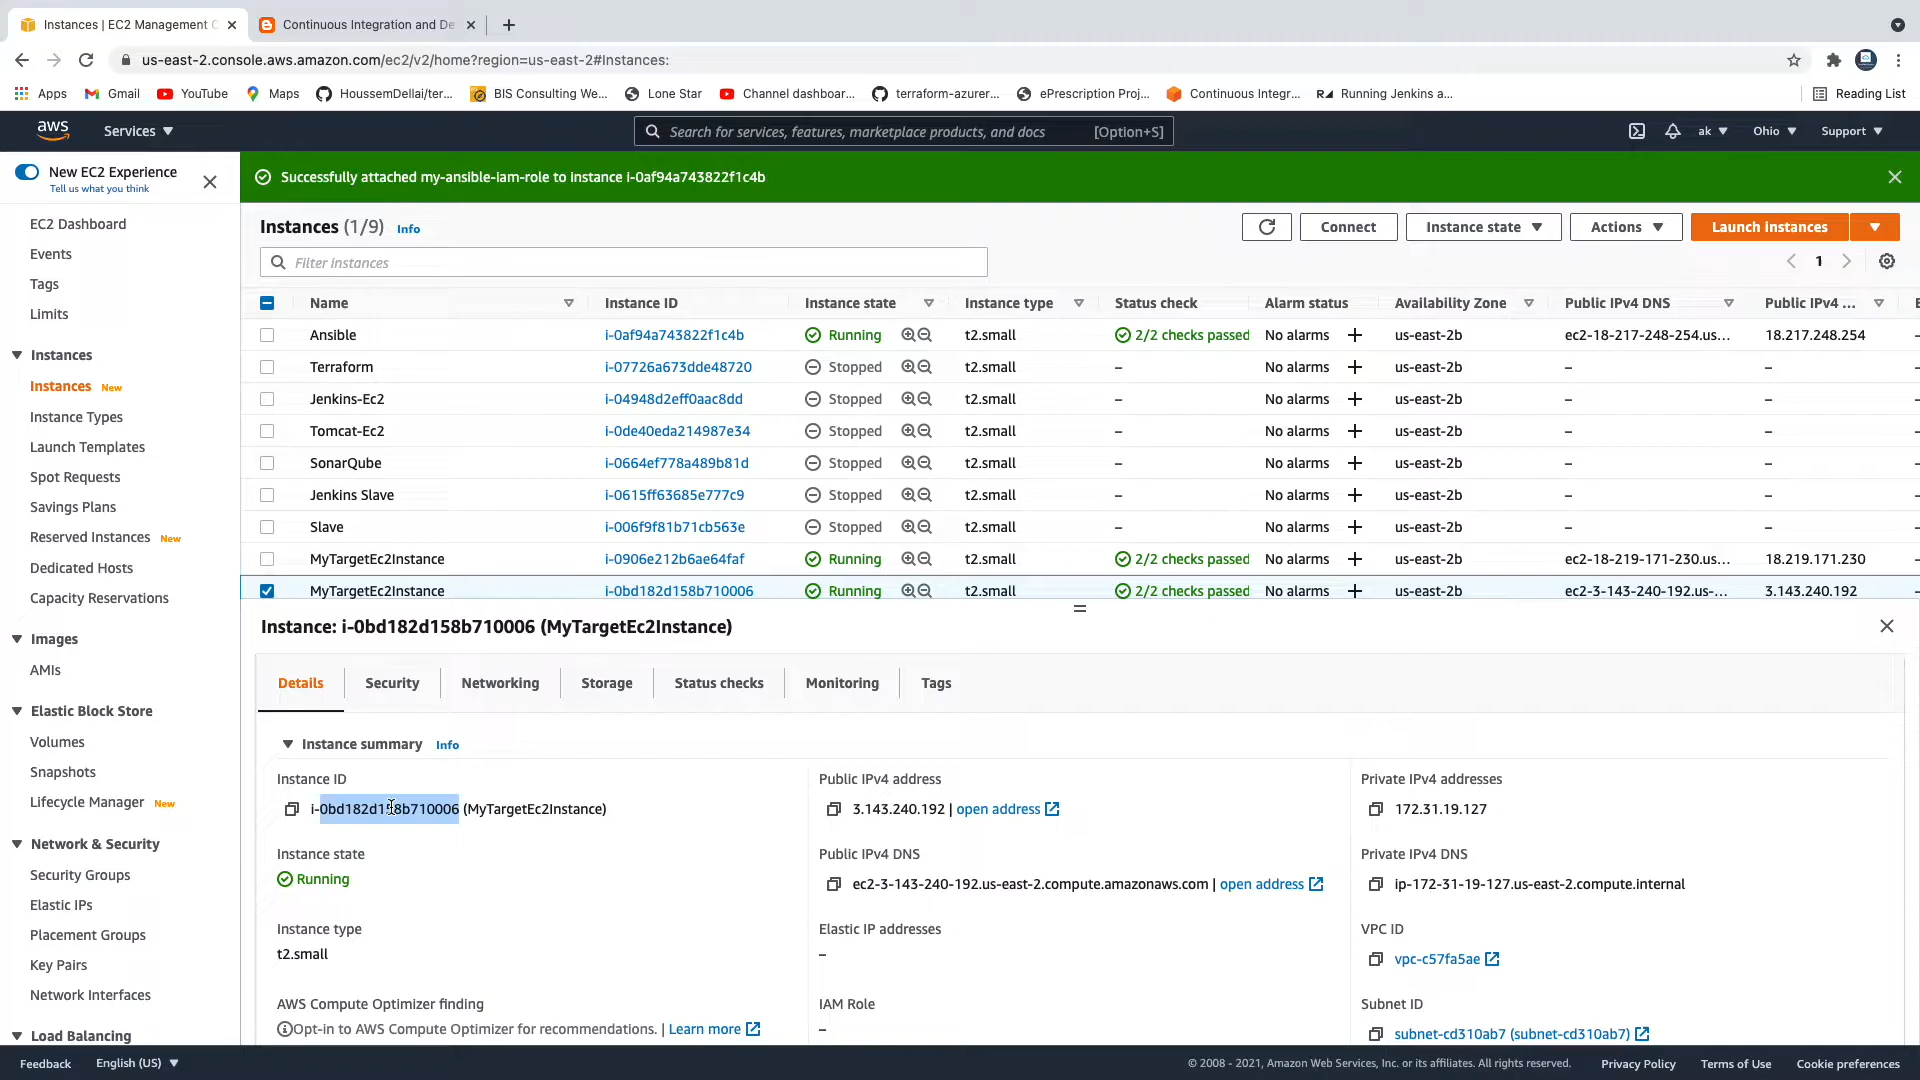 Instances | EC2 Management C
Continuous Integration and De
us-east-2.console.aws.amazon.com/ec2/v2/home?region=us-east-2#Instances:
Apps Gmail YouTube Maps HoussemDellai/ter... BIS Consulting We... Lone Star Channel dashboar... terraform-azurer... ePrescription Proj... Continuous Integr... Running Jenkins a... Reading List
aws Services Search for services, features, marketplace products, and docs [Option+S] ak Ohio Support
New EC2 Experience
Tell us what you think
Successfully attached my-ansible-iam-role to instance i-0af94a743822f1c4b
EC2 Dashboard
Events
Tags
Limits
Instances
Instances New
Instance Types
Launch Templates
Spot Requests
Savings Plans
Reserved Instances New
Dedicated Hosts
Capacity Reservations
Images
AMIs
Elastic Block Store
Volumes
Snapshots
Lifecycle Manager New
Network & Security
Security Groups
Elastic IPs
Placement Groups
Key Pairs
Network Interfaces
Load Balancing
Instances (1/9) Info Connect Instance state Actions Launch instances
Filter instances 1
Name Instance ID Instance state Instance type Status check Alarm status Availability Zone Public IPv4 DNS Public IPv4 ...
Ansible i-0af94a743822f1c4b Running t2.small 2/2 checks passed No alarms us-east-2b ec2-18-217-248-254.us... 18.217.248.254
Terraform i-07726a673dde48720 Stopped t2.small – No alarms us-east-2b – –
Jenkins-Ec2 i-04948d2eff0aac8dd Stopped t2.small – No alarms us-east-2b – –
Tomcat-Ec2 i-0de40eda214987e34 Stopped t2.small – No alarms us-east-2b – –
SonarQube i-0664ef778a489b81d Stopped t2.small – No alarms us-east-2b – –
Jenkins Slave i-0615ff63685e777c9 Stopped t2.small – No alarms us-east-2b – –
Slave i-006f9f81b71cb563e Stopped t2.small – No alarms us-east-2b – –
MyTargetEc2Instance i-0906e212b6ae64faf Running t2.small 2/2 checks passed No alarms us-east-2b ec2-18-219-171-230.us... 18.219.171.230
MyTargetEc2Instance i-0bd182d158b710006 Running t2.small 2/2 checks passed No alarms us-east-2b ec2-3-143-240-192.us-... 3.143.240.192
Instance: i-0bd182d158b710006 (MyTargetEc2Instance)
Details Security Networking Storage Status checks Monitoring Tags
Instance summary Info
Instance ID Public IPv4 address Private IPv4 addresses
i-0bd182d158b710006 (MyTargetEc2Instance) 3.143.240.192 | open address 172.31.19.127
Instance state Public IPv4 DNS Private IPv4 DNS
Running ec2-3-143-240-192.us-east-2.compute.amazonaws.com | open address ip-172-31-19-127.us-east-2.compute.internal
Instance type Elastic IP addresses VPC ID
t2.small – vpc-c57fa5ae
AWS Compute Optimizer finding IAM Role Subnet ID
Opt-in to AWS Compute Optimizer for recommendations. | Learn more – subnet-cd310ab7 (subnet-cd310ab7)
Feedback English (US) © 2008 - 2021, Amazon Web Services, Inc. or its affiliates. All rights reserved. Privacy Policy Terms of Use Cookie preferences